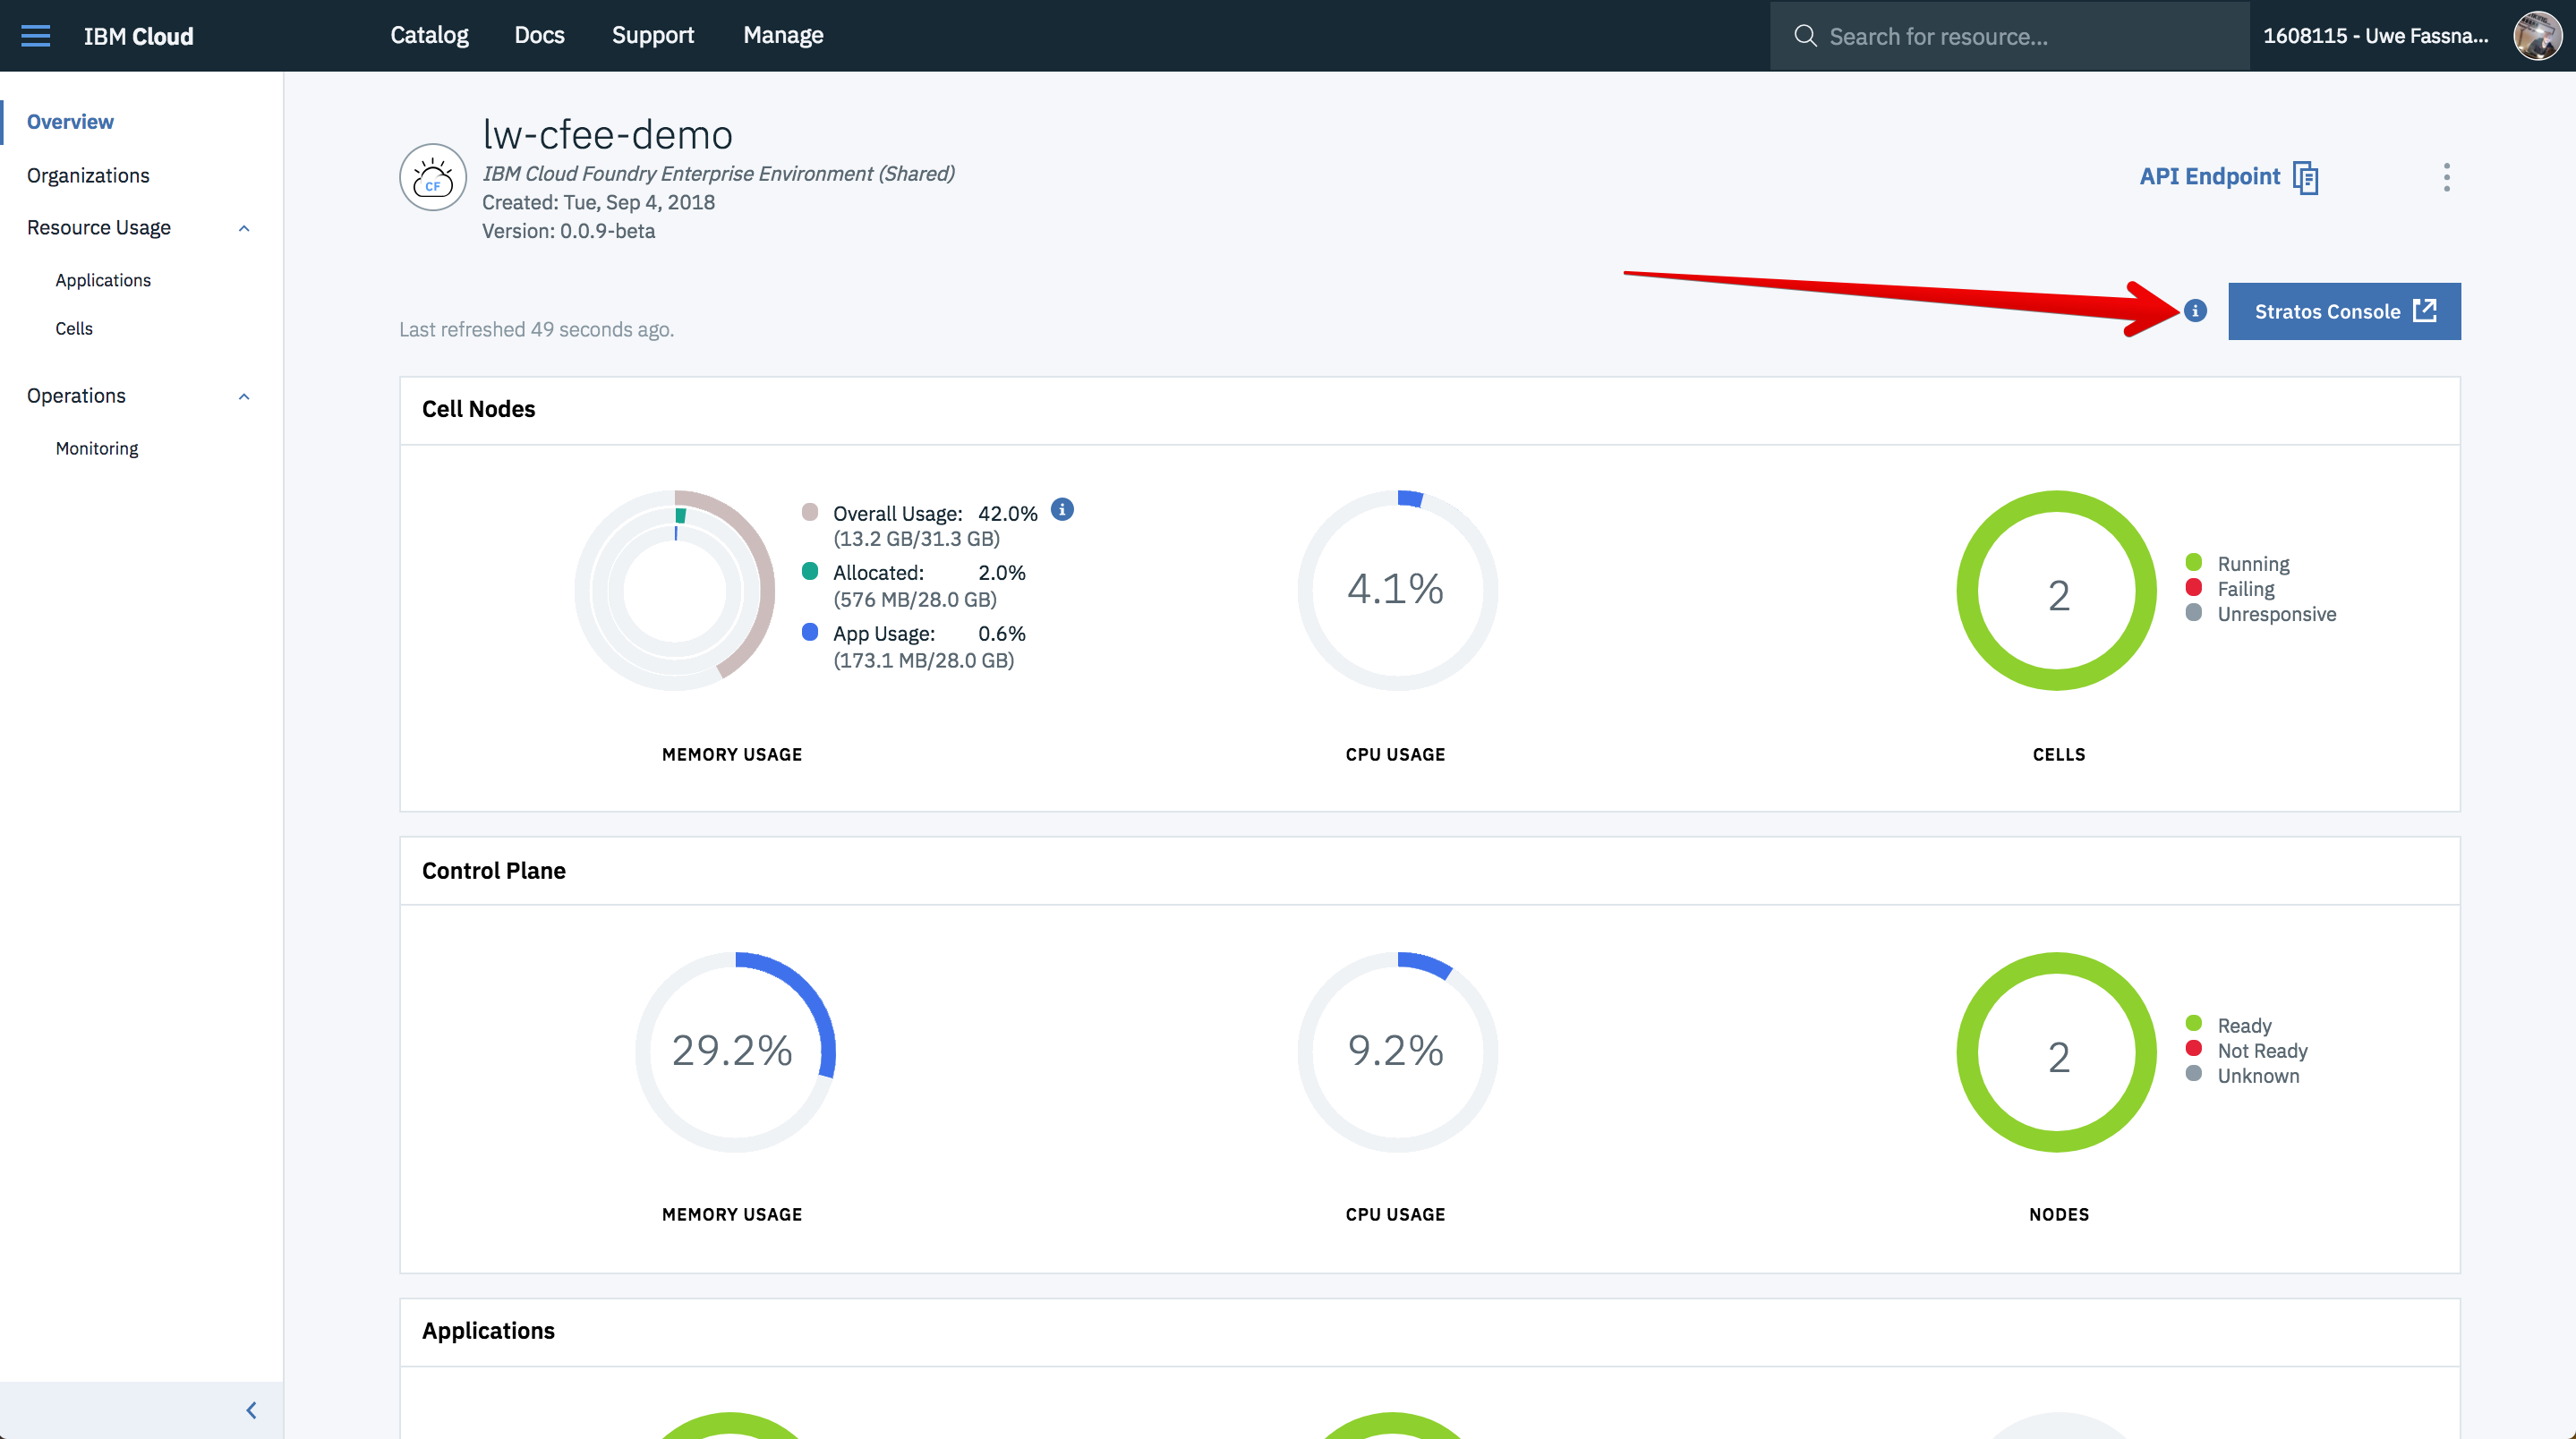 IBM Cloud
Catalog
Docs
Support
Manage
Search for resource...
1608115 - Uwe Fassna...
Overview
Organizations
Resource Usage
Applications
Cells
Operations
Monitoring
CF
lw-cfee-demo
IBM Cloud Foundry Enterprise Environment (Shared)
Created: Tue, Sep 4, 2018
Version: 0.0.9-beta
API Endpoint
Last refreshed 49 seconds ago.
i
Stratos Console
Cell Nodes
Overall Usage: 42.0% i
(13.2 GB/31.3 GB)
Allocated: 2.0%
(576 MB/28.0 GB)
App Usage: 0.6%
(173.1 MB/28.0 GB)
MEMORY USAGE
4.1%
CPU USAGE
2
Running
Failing
Unresponsive
CELLS
Control Plane
29.2%
MEMORY USAGE
9.2%
CPU USAGE
2
Ready
Not Ready
Unknown
NODES
Applications